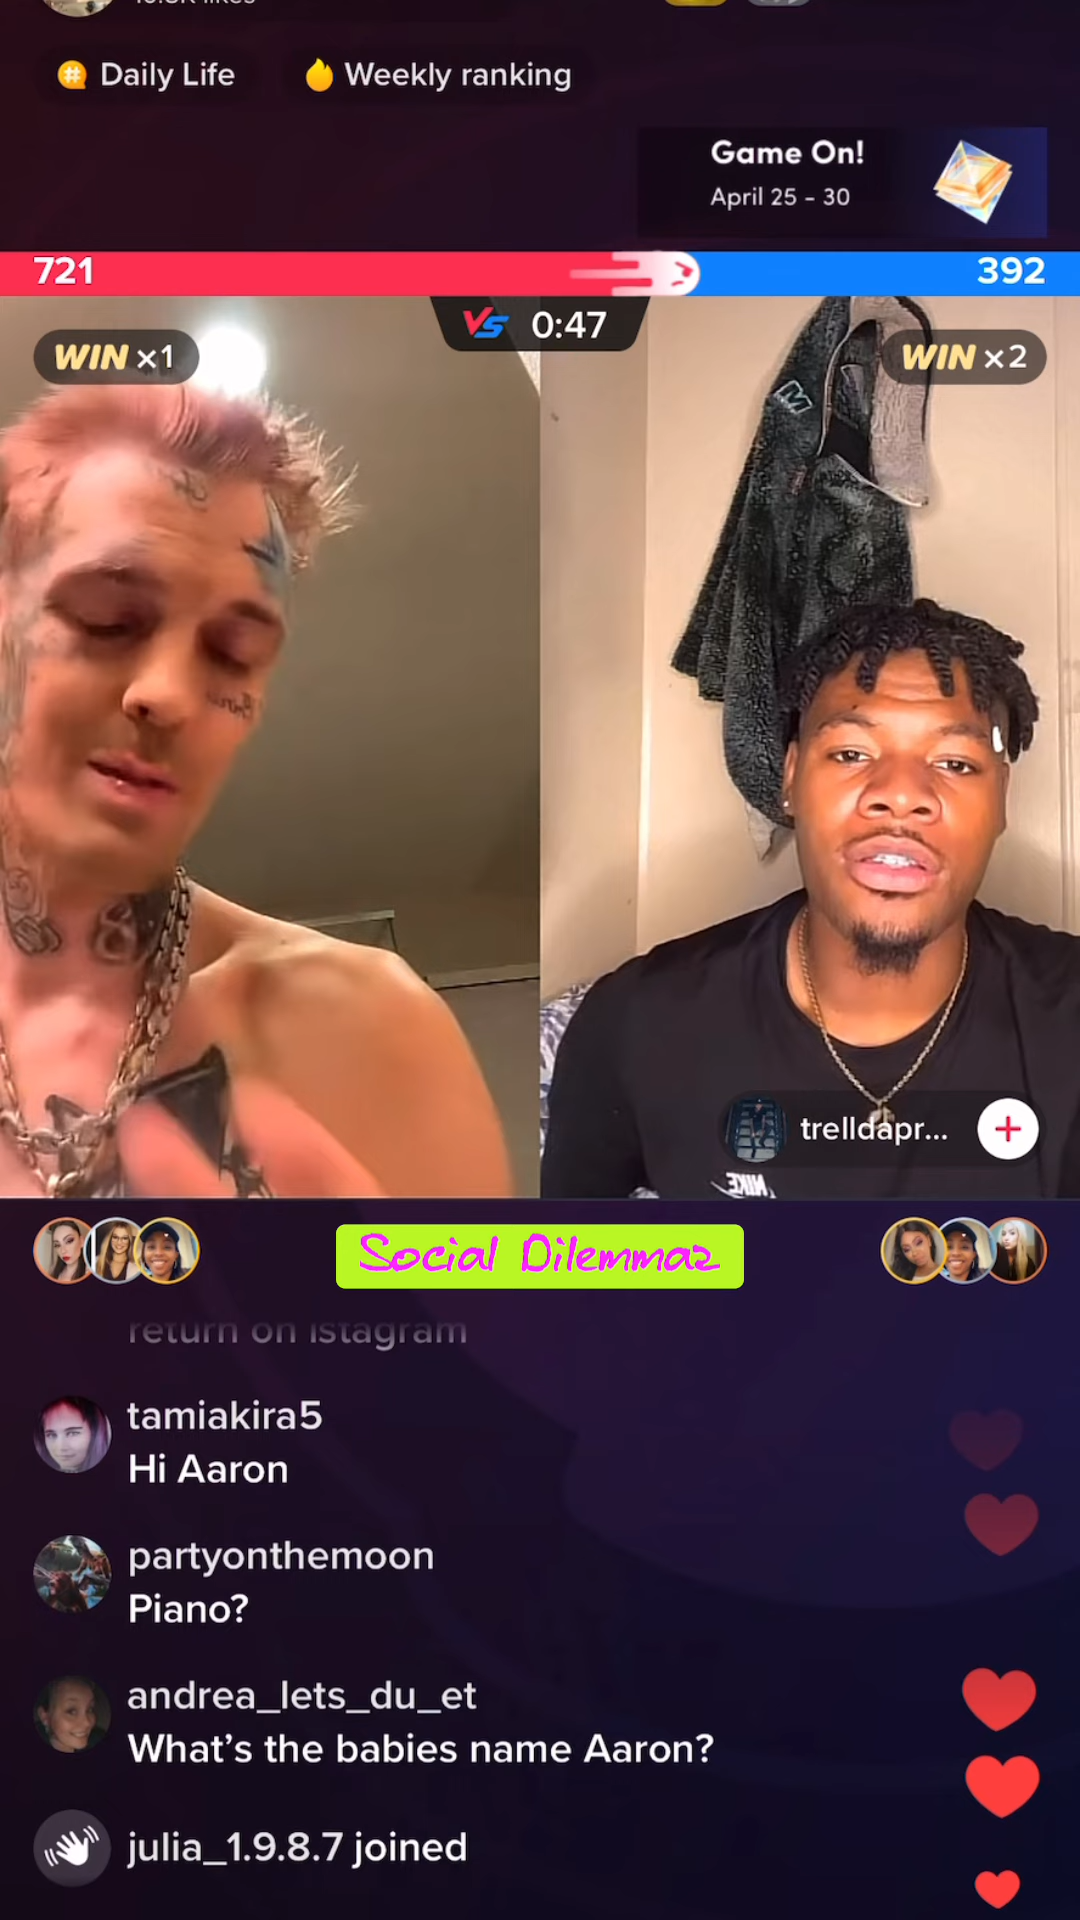 Daily Life
Weekly ranking
Game On!
April 25 - 30
721
392
VS 0:47
WIN x1
WIN x2
M
trelldapr...
NIKE
Social Dilemmaz
return on istagram
tamiakira5
Hi Aaron
partyonthemoon
Piano?
andrea_lets_du_et
What's the babies name Aaron?
julia_1.9.8.7 joined